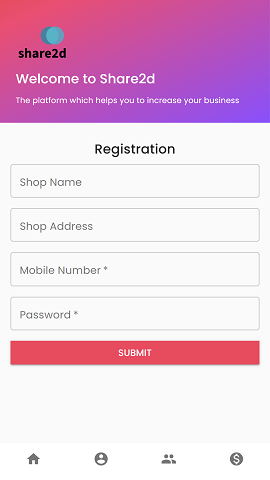 share2d
Welcome to Share2d
The platform which helps you to increase your business
Registration
Shop Name
Shop Address
Mobile Number *
Password *
SUBMIT
$